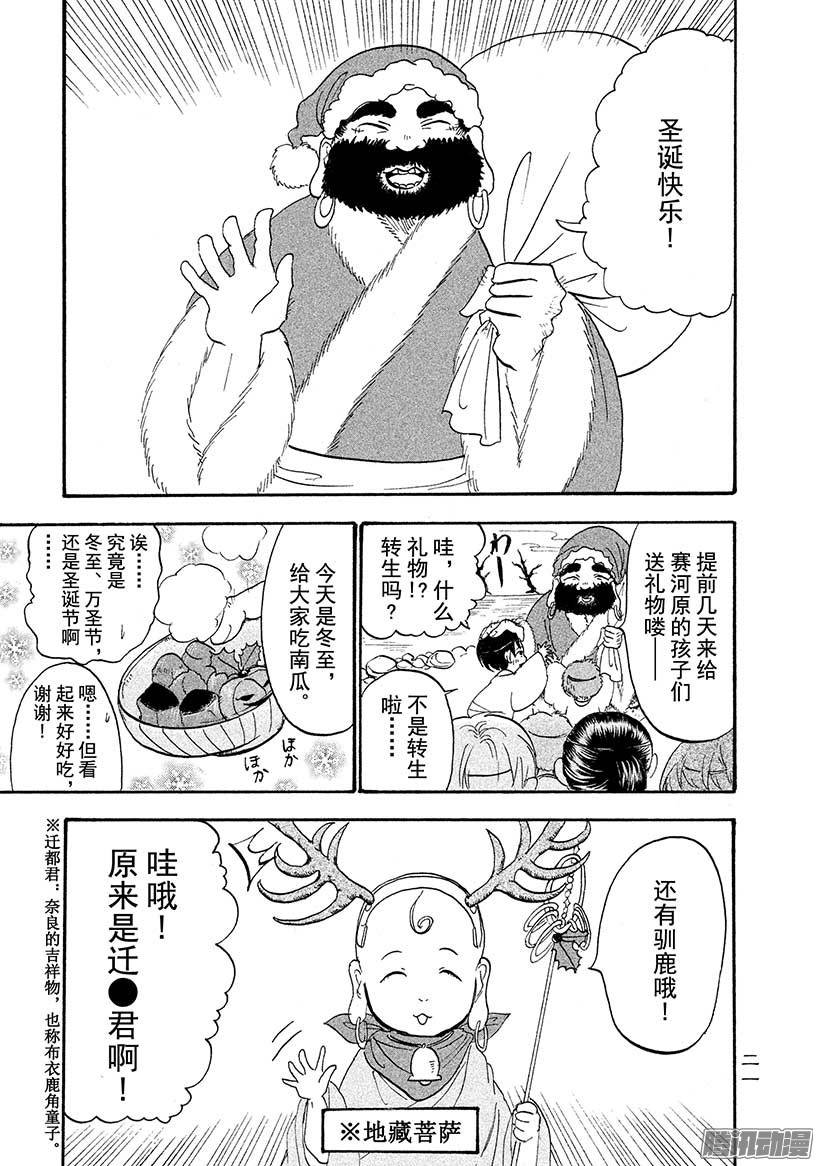 圣诞快乐！
提前几天来给
赛河原的孩子们
送礼物喽——
わー
哇，什么
礼物!?
转生吗？
不是转生
啦……
今天是冬至，
给大家吃南瓜。
诶……
究竟是
冬至、万圣节，
还是圣诞节啊
……
嗯……但看
起来好好吃，
谢谢！
ほか
ほか
还有驯鹿哦！
哇哦！
原来是迁●君啊！
※地藏菩萨
※迁都君：奈良的吉祥物，也称布衣鹿角童子。
二一
腾讯动漫